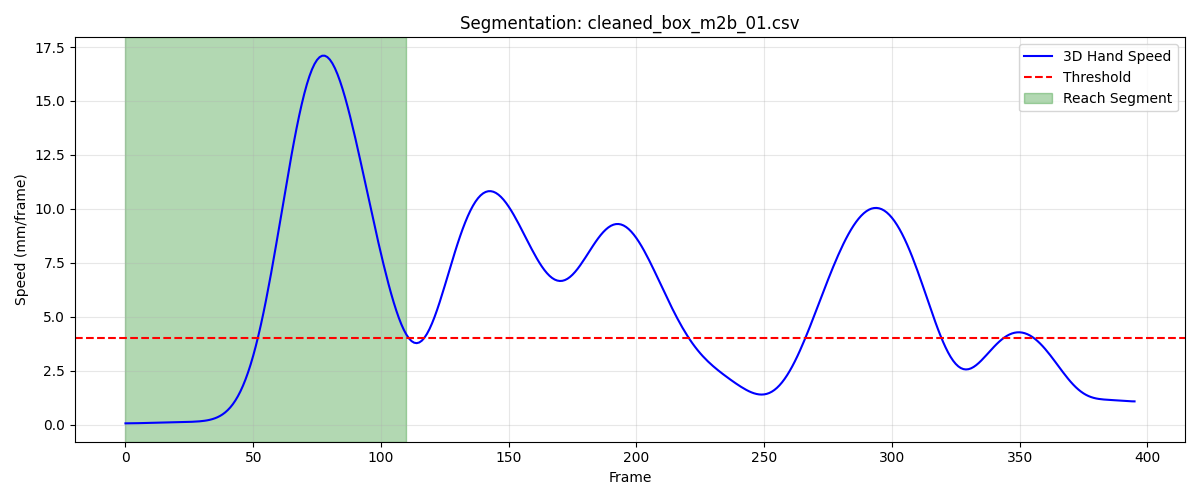 Segmentation: cleaned_box_m2b_01.csv
3D Hand Speed
Threshold
Reach Segment
Speed (mm/frame)
17.5
15.0
12.5
10.0
7.5
5.0
2.5
0.0
0 50 100 150 200 250 300 350 400
Frame